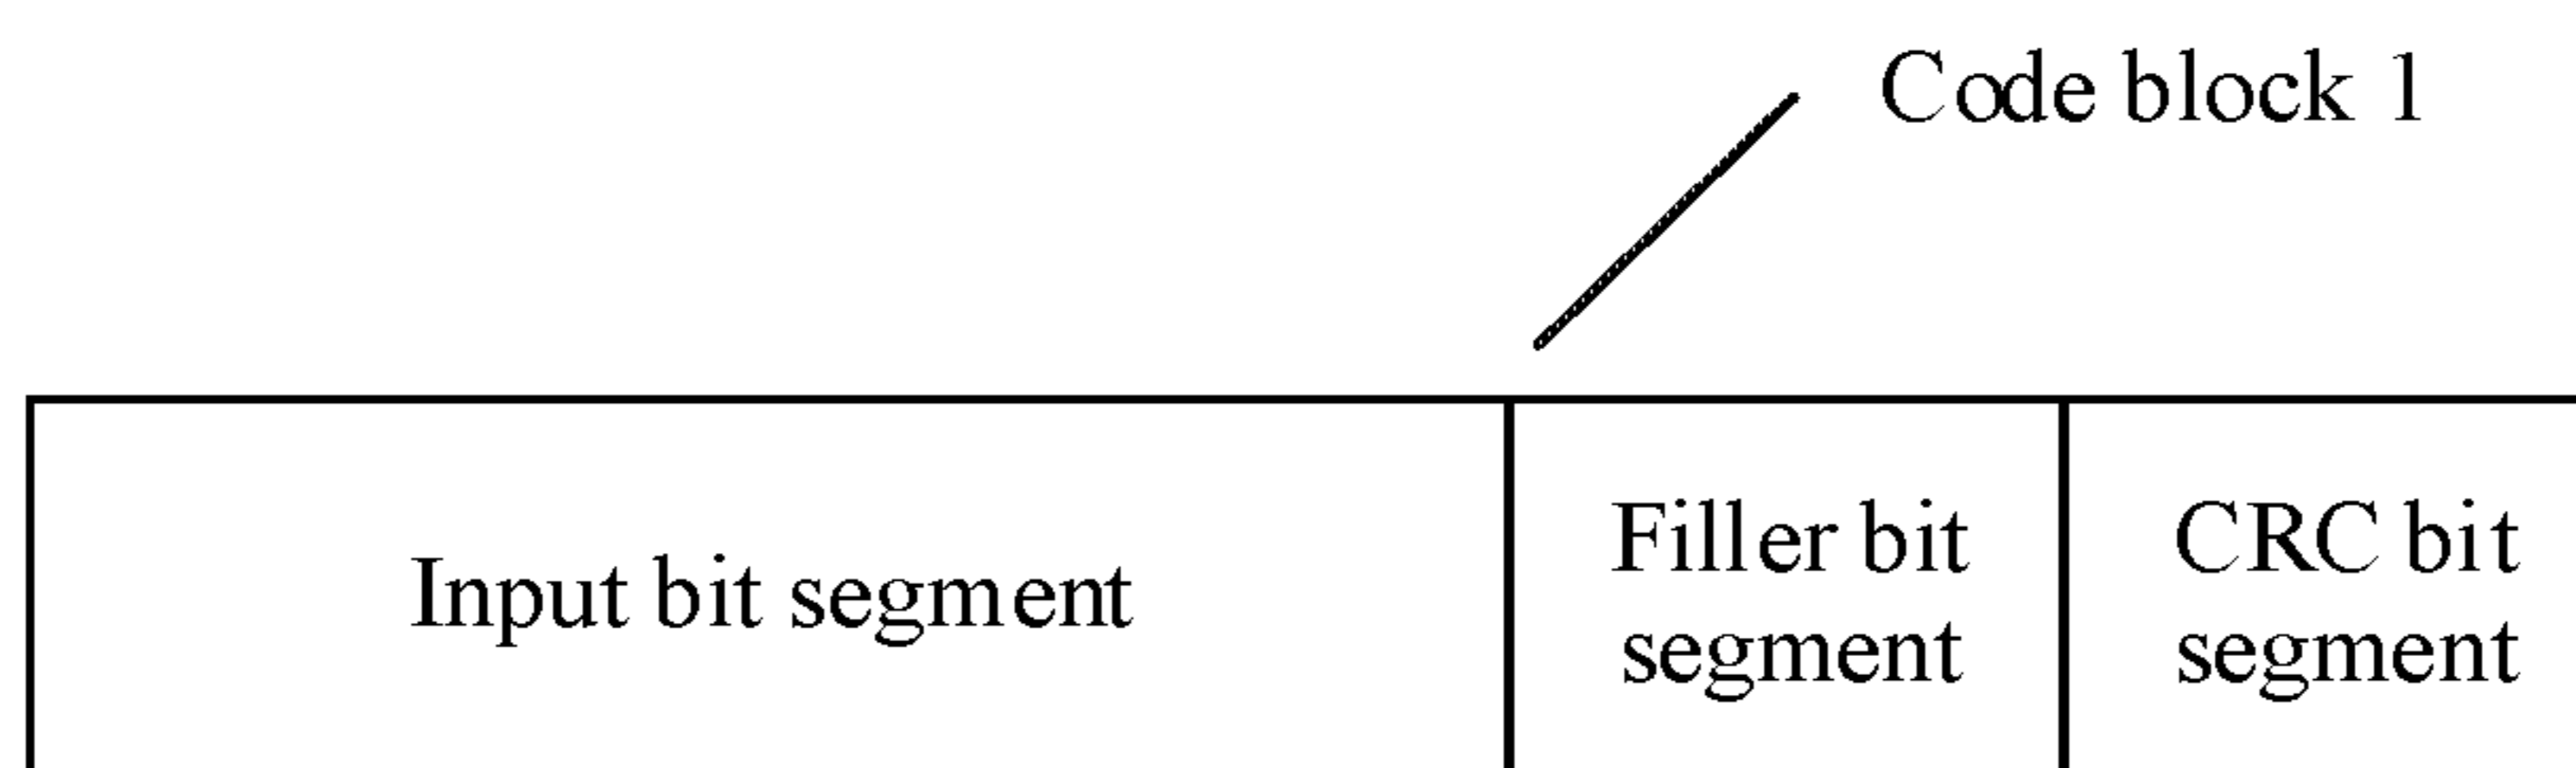 Code block 1
Input bit segment
Filler bit
segment
CRC bit
segment